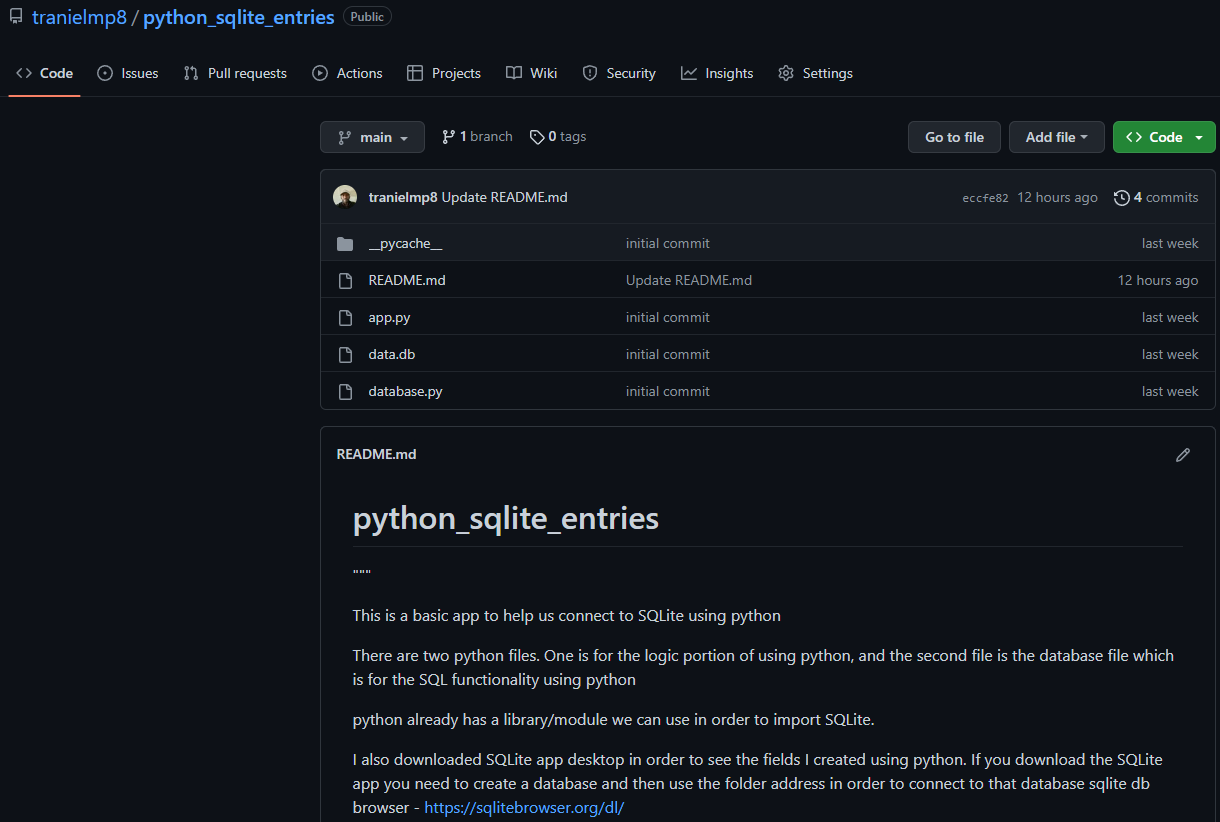 tranielmp8 / python_sqlite_entries Public
<> Code Issues Pull requests Actions Projects Wiki Security Insights Settings
main 1 branch 0 tags Go to file Add file <> Code
tranielmp8 Update README.md eccfe82 12 hours ago 4 commits
__pycache__ initial commit last week
README.md Update README.md 12 hours ago
app.py initial commit last week
data.db initial commit last week
database.py initial commit last week
README.md
python_sqlite_entries
"""
This is a basic app to help us connect to SQLite using python
There are two python files. One is for the logic portion of using python, and the second file is the database file which
is for the SQL functionality using python
python already has a library/module we can use in order to import SQLite.
I also downloaded SQLite app desktop in order to see the fields I created using python. If you download the SQLite
app you need to create a database and then use the folder address in order to connect to that database sqlite db
browser - https://sqlitebrowser.org/dl/